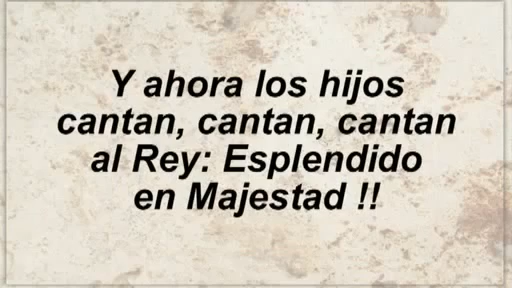 Y ahora los hijos
cantan, cantan, cantan
al Rey: Esplendido
en Majestad !!